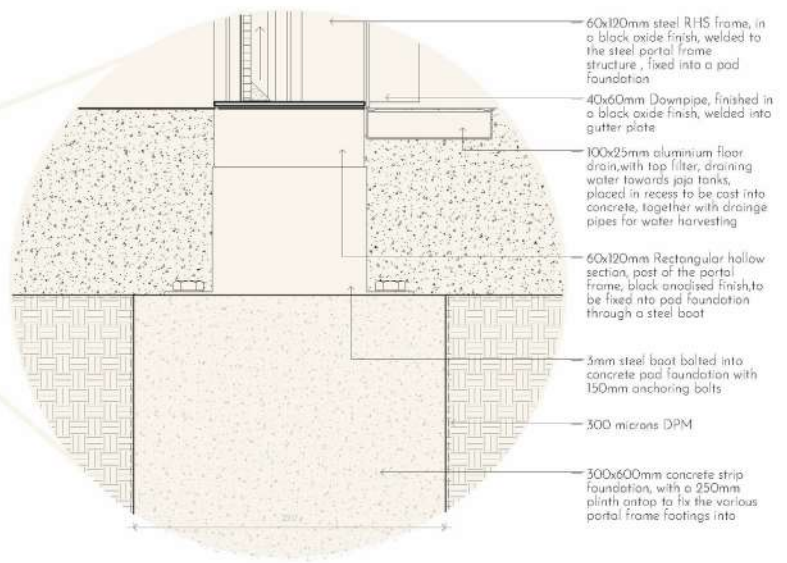 60x120mm steel RHS frame, in
a black oxide finish, welded to
the steel portal frame
structure , fixed into a pad
foundation
40x60mm Downpipe, finished in
a black oxide finish, welded into
gutter plate
100x25mm aluminium floor
drain,with top filter, draining
water towards jojo tanks,
placed in recess to be cast into
concrete, together with drainge
pipes for water harvesting
60x120mm Rectangular hollow
section, post of the portal
frame, black anodised finish,to
be fixed nto pad foundation
through a steel boot
3mm steel boot bolted into
concrete pad foundation with
150mm anchoring bolts
300 microns DPM
300x600mm concrete strip
foundation, with a 250mm
plinth ontop to fix the various
portal frame footings into